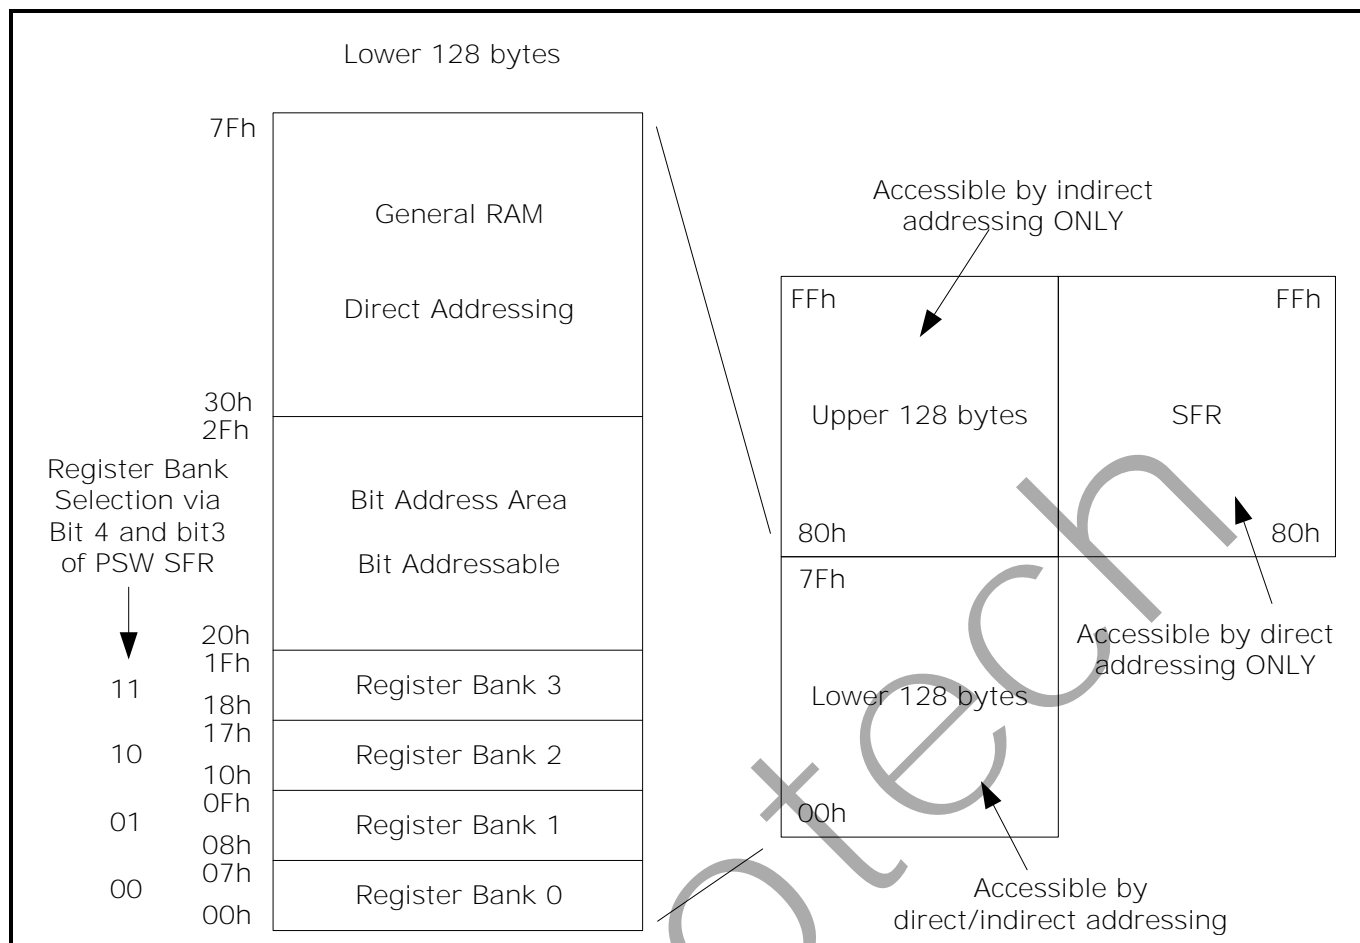 Lower 128 bytes
7Fh
General RAM
Direct Addressing
30h
2Fh
Register Bank
Selection via
Bit 4 and bit3
of PSW SFR
Bit Address Area
Bit Addressable
20h
1Fh
11
Register Bank 3
18h
17h
10
Register Bank 2
10h
0Fh
01
Register Bank 1
08h
07h
00
Register Bank 0
00h
Accessible by indirect
addressing ONLY
FFh
FFh
Upper 128 bytes
SFR
80h
80h
7Fh
Accessible by direct
addressing ONLY
Lower 128 bytes
00h
Accessible by
direct/indirect addressing
otech